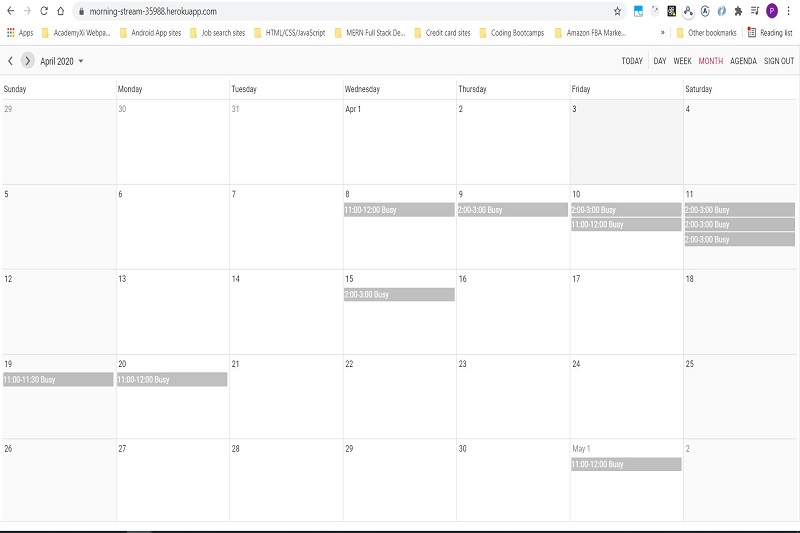 morning-stream-35988.herokuapp.com
Apps AcademyXi Webpa... Android App sites Job search sites HTML/CSS/JavaScript MERN Full Stack De... Credit card sites Coding Bootcamps Amazon FBA Marke... » Other bookmarks Reading list
April 2020 TODAY DAY WEEK MONTH AGENDA SIGN OUT
Sunday Monday Tuesday Wednesday Thursday Friday Saturday
29 30 31 Apr 1 2 3 4
5 6 7 8 9 10 11
11:00-12:00 Busy 2:00-3:00 Busy 2:00-3:00 Busy 2:00-3:00 Busy
11:00-12:00 Busy 2:00-3:00 Busy
2:00-3:00 Busy
12 13 14 15 16 17 18
2:00-3:00 Busy
19 20 21 22 23 24 25
11:00-11:30 Busy 11:00-12:00 Busy
26 27 28 29 30 May 1 2
11:00-12:00 Busy